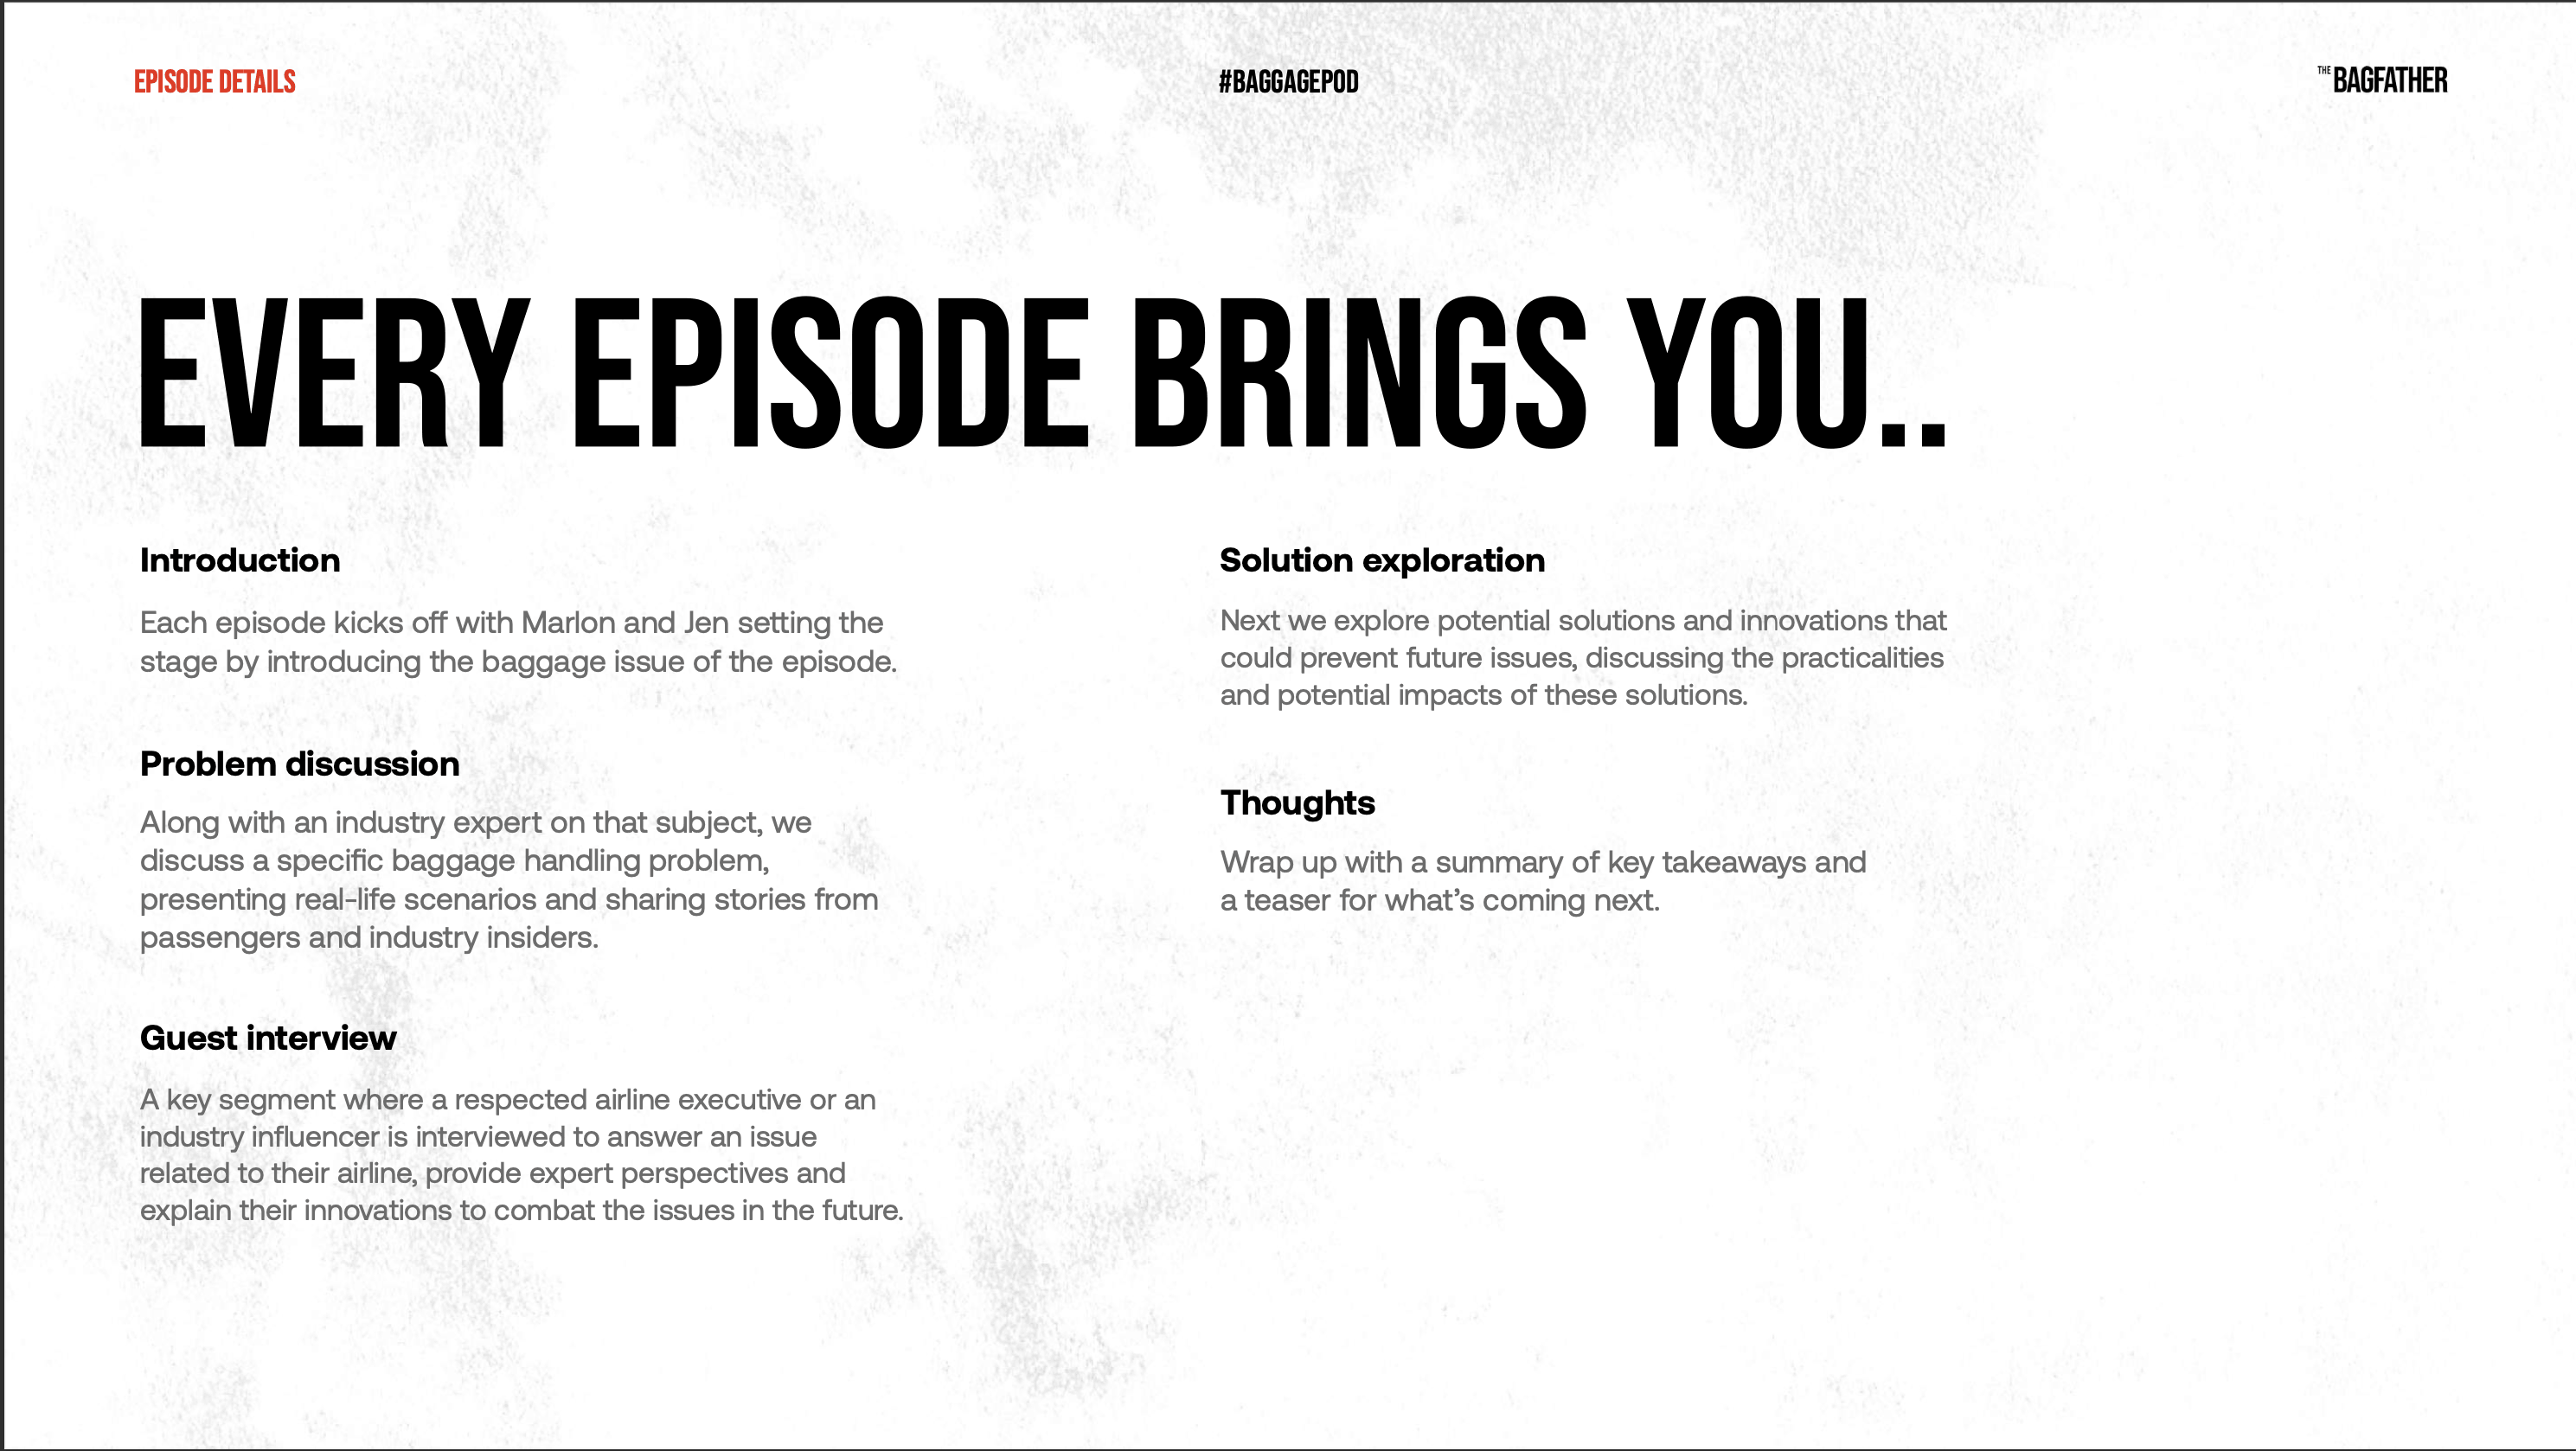 EPISODE DETAILS
#BAGGAGEPOD
THE BAGFATHER
EVERY EPISODE BRINGS YOU..
Introduction
Each episode kicks off with Marlon and Jen setting the
stage by introducing the baggage issue of the episode.
Problem discussion
Along with an industry expert on that subject, we
discuss a specific baggage handling problem,
presenting real-life scenarios and sharing stories from
passengers and industry insiders.
Guest interview
A key segment where a respected airline executive or an
industry influencer is interviewed to answer an issue
related to their airline, provide expert perspectives and
explain their innovations to combat the issues in the future.
Solution exploration
Next we explore potential solutions and innovations that
could prevent future issues, discussing the practicalities
and potential impacts of these solutions.
Thoughts
Wrap up with a summary of key takeaways and
a teaser for what’s coming next.